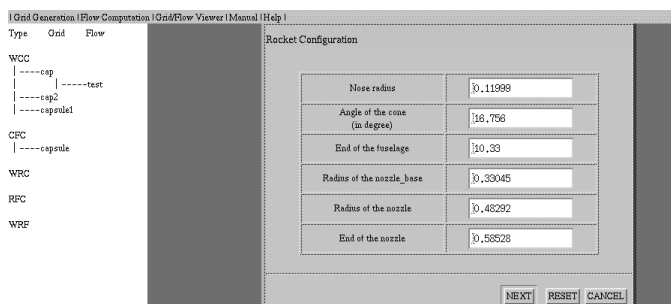 | Grid Generation | Flow Computation | Grid/Flow Viewer | Manual | Help |
Type Grid Flow
WCC
|----cap
| |-----test
|----cap2
|----capsule1
CFC
|----capsule
WRC
RFC
WRF
Rocket Configuration
Nose radius 0.11999
Angle of the cone
(in degree) 16.756
End of the fuselage 10.33
Radius of the nozzle_base 0.33045
Radius of the nozzle 0.48292
End of the nozzle 0.58528
NEXT RESET CANCEL